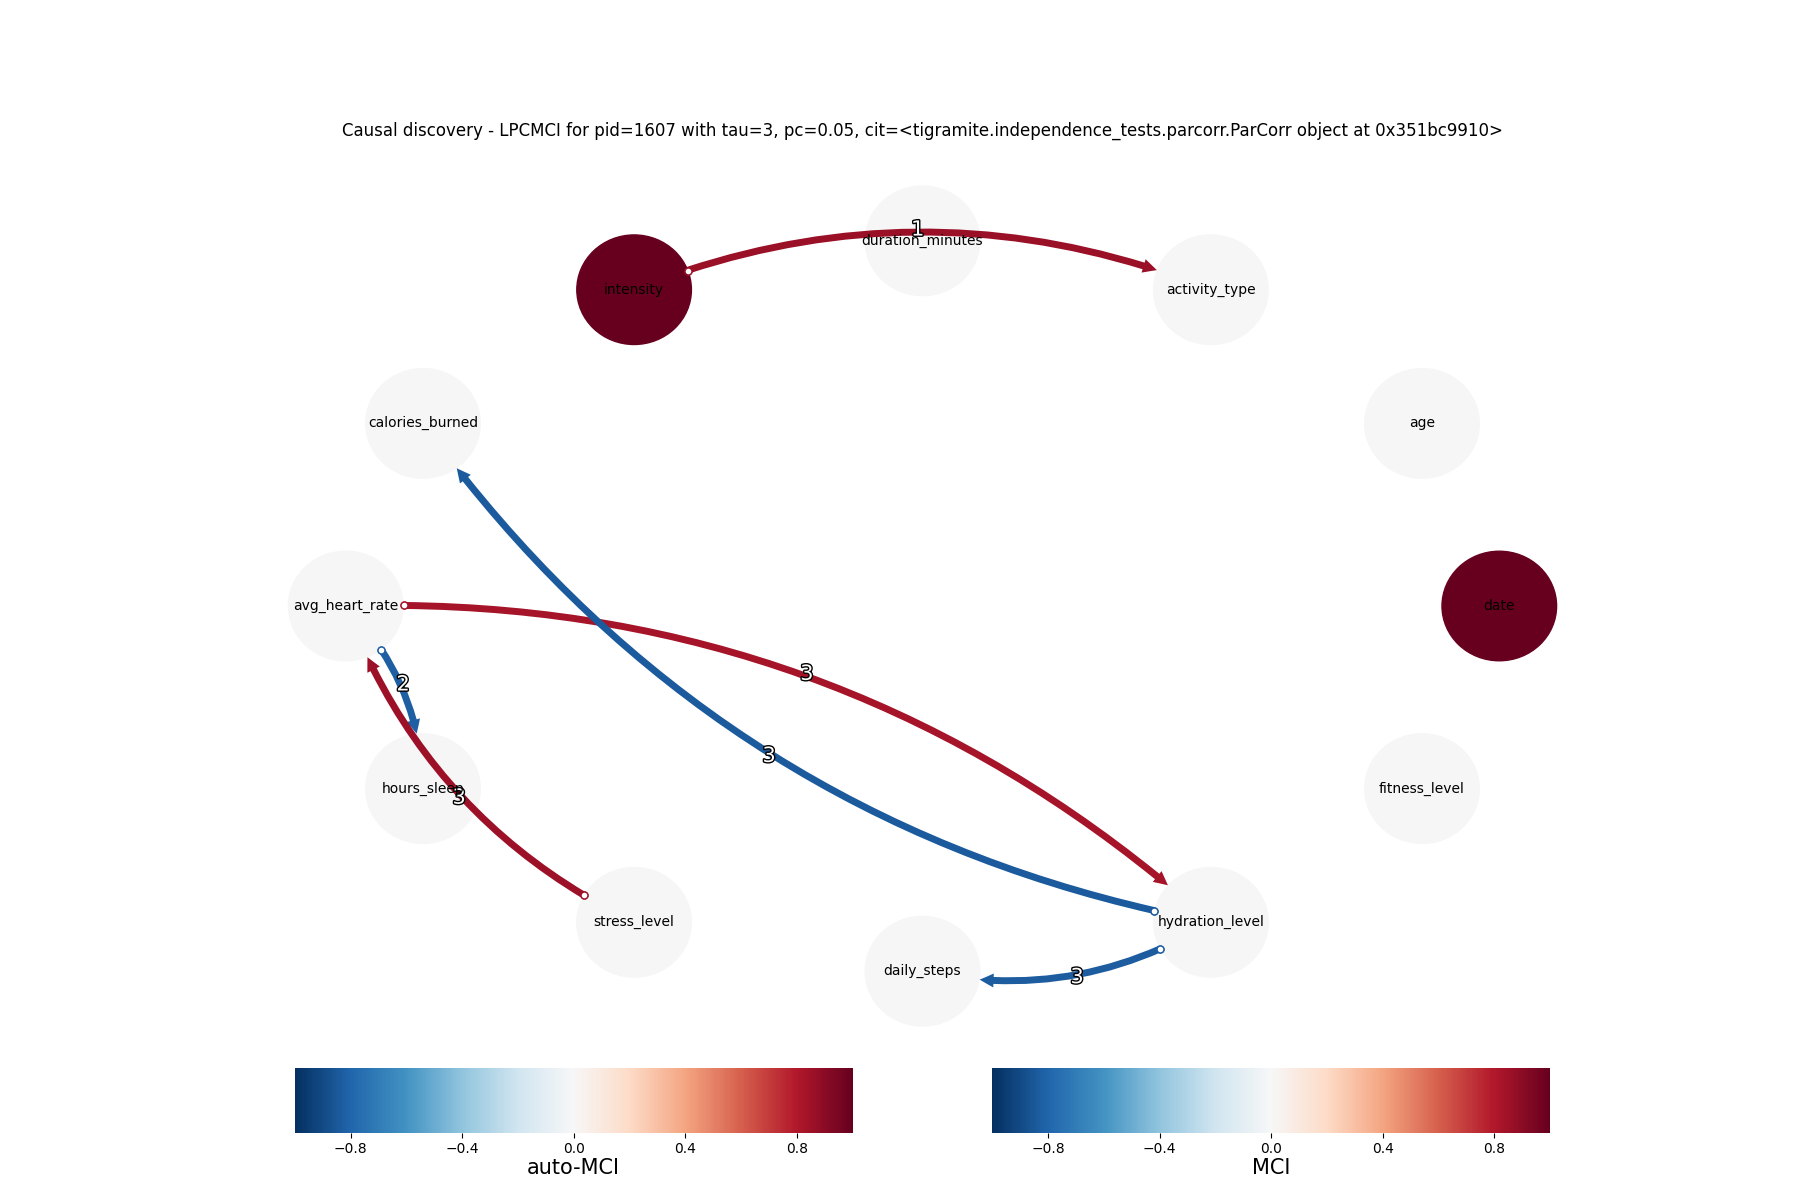 Causal discovery - LPCMCI for pid=1607 with tau=3, pc=0.05, cit=<tigramite.independence_tests.parcorr.ParCorr object at 0x351bc9910>
1
duration_minutes
intensity
activity_type
calories_burned
age
avg_heart_rate
date
3
2
3
hours_sleep
3
fitness_level
stress_level
hydration_level
daily_steps
3
−0.8 −0.4 0.0 0.4 0.8
auto-MCI
−0.8 −0.4 0.0 0.4 0.8
MCI